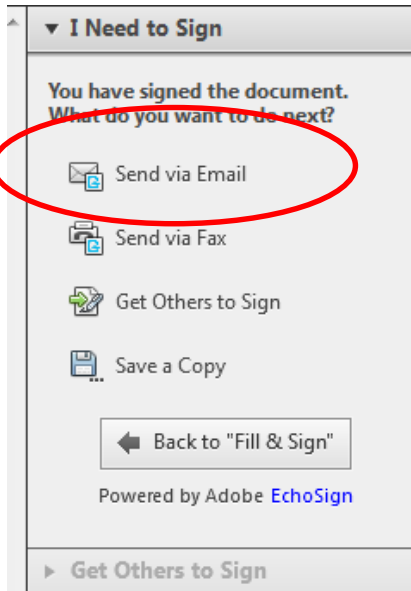 I Need to Sign
You have signed the document.
What do you want to do next?
Send via Email
Send via Fax
Get Others to Sign
Save a Copy
Back to "Fill & Sign"
Powered by Adobe EchoSign
Get Others to Sign